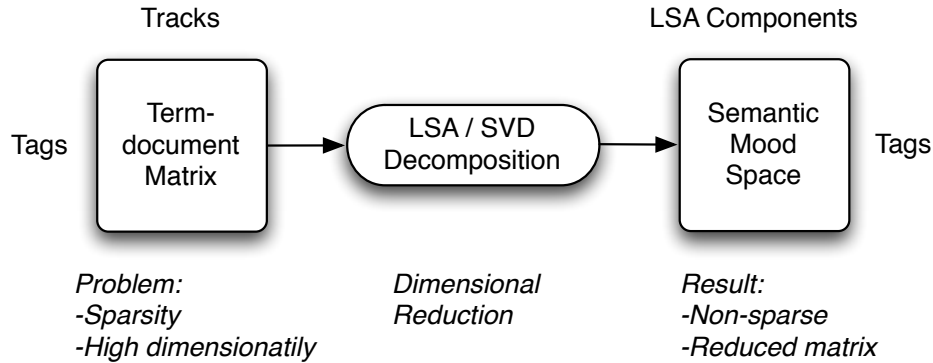 Tracks
LSA Components
Tags
Term-
document
Matrix
LSA / SVD
Decomposition
Semantic
Mood
Space
Tags
Problem:
-Sparsity
-High dimensionatily
Dimensional
Reduction
Result:
-Non-sparse
-Reduced matrix